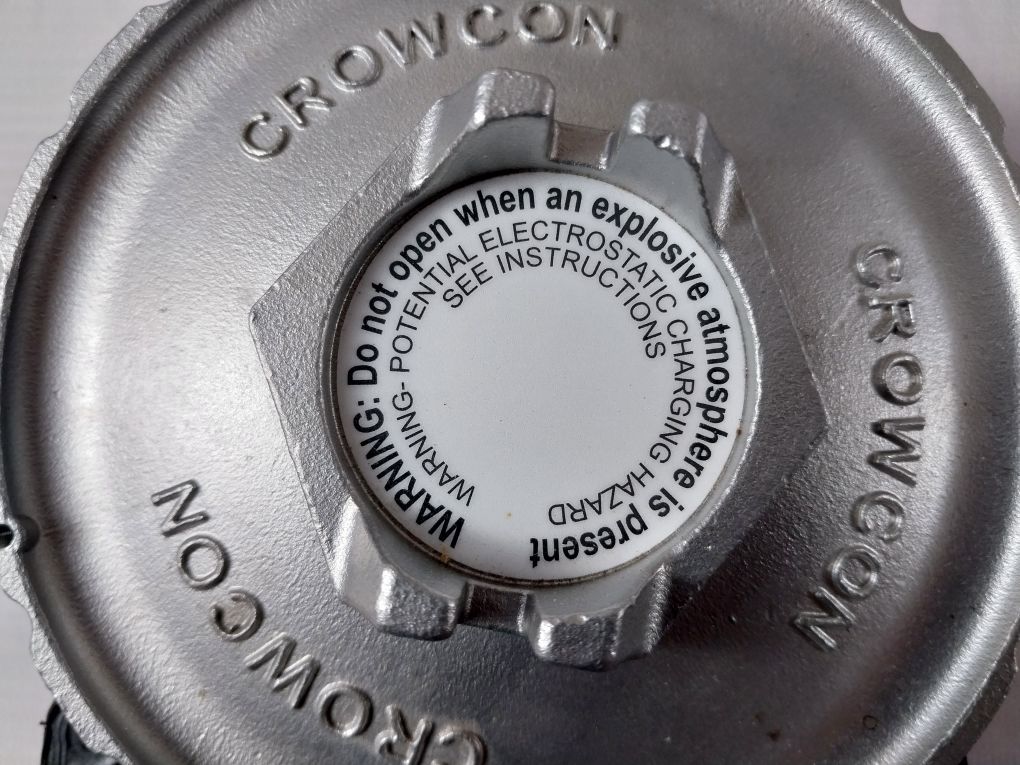 CROWCON
WARNING: Do not open when an explosive atmosphere is present
WARNING- POTENTIAL ELECTROSTATIC CHARGING HAZARD
SEE INSTRUCTIONS
CROWCON
CROWCON